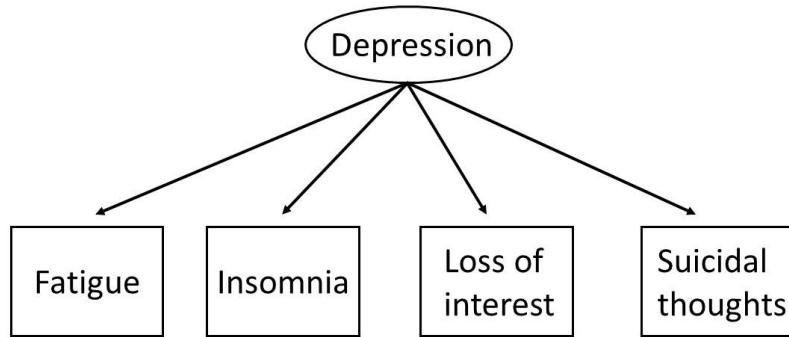 Depression
Fatigue
Insomnia
Loss of
interest
Suicidal
thoughts